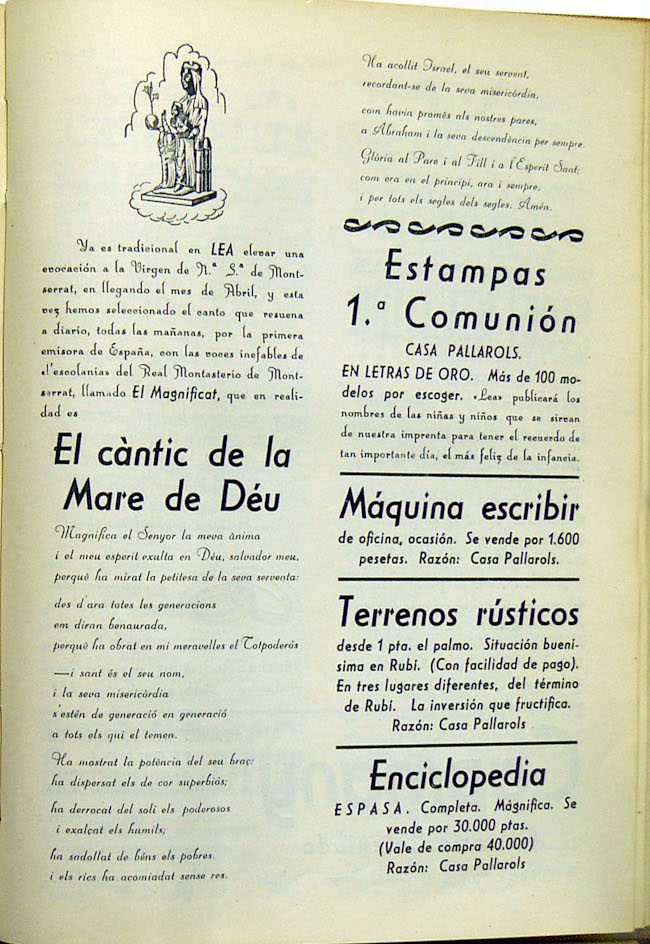 Ya es tradicional en LEA elevar una
evocación a la Virgen de N.ª S.ª de Mont-
serrat, en llegando el mes de Abril, y esta
vez hemos seleccionado el canto que resuena
a diario, todas las mañanas, por la primera
emisora de España, con las voces inefables de
«l'escolania» del Real Montasterio de Mont-
serrat, llamado El Magnificat, que en reali-
dad es
El càntic de la
Mare de Déu
Magnifica el Senyor la meva ànima
i el meu esperit exulta en Déu, salvador meu,
perquè ha mirat la petitesa de la seva serventa:
des d'ara totes les generacions
em diran benaurada,
perquè ha obrat en mi meravelles el Totpoderós
—i sant és el seu nom,
i la seva misericòrdia
s'estén de generació en generació
a tots els qui el temen.
Ha mostrat la potència del seu braç:
ha dispersat els de cor superbiós;
ha derrocat del soli els poderosos
i exalçat els humils;
ha sadollat de béns els pobres.
i els rics ha acomiadat sense res.
Ha acollit Israel, el seu servent,
recordant-se de la seva misericòrdia,
com havia promès als nostres pares,
a Abraham i la seva descendència per sempre.
Glòria al Pare i al Fill i a l'Esperit Sant;
com era en el principi, ara i sempre,
i per tots els segles dels segles. Amén.
Estampas
1.ª Comunión
CASA PALLAROLS.
EN LETRAS DE ORO. Más de 100 mo-
delos por escoger. «Lea» publicará los
nombres de las niñas y niños que se sirvan
de nuestra imprenta para tener el recuerdo de
tan importante día, el más feliz de la infancia.
Máquina escribir
de oficina, ocasión. Se vende por 1.600
pesetas. Razón: Casa Pallarols.
Terrenos rústicos
desde 1 pta. el palmo. Situación bueni-
sima en Rubí. (Con facilidad de pago).
En tres lugares diferentes, del término
de Rubí. La inversión que fructifica.
Razón: Casa Pallarols
Enciclopedia
ESPASA. Completa. Mágnifica. Se
vende por 30.000 ptas.
(Vale de compra 40.000)
Razón: Casa Pallarols